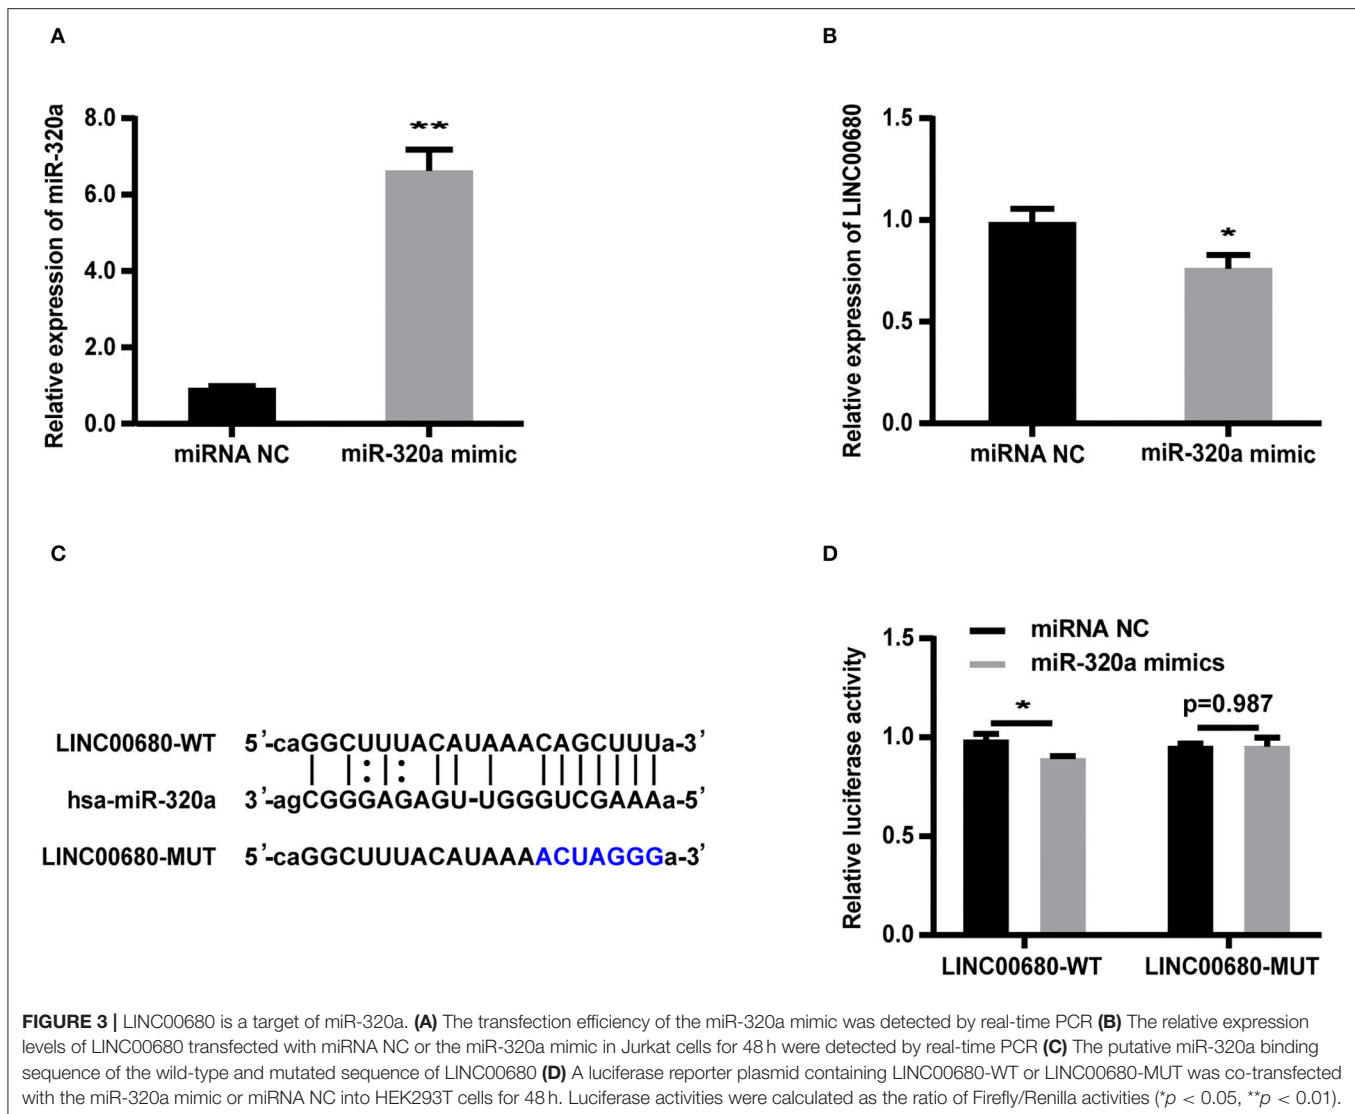 A
Relative expression of miR-320a
8.0
6.0
4.0
2.0
0.0
**
miRNA NC
miR-320a mimic
B
Relative expression of LINC00680
1.5
1.0
0.5
0.0
*
miRNA NC
miR-320a mimic
C
LINC00680-WT 5'-caGGCUUUACAUAAACAGCUUUa-3'
hsa-miR-320a 3'-agCGGGAGAGU-UGGGUCGAAAa-5'
LINC00680-MUT 5'-caGGCUUUACAUAAAACUAGGGa-3'
D
Relative luciferase activity
1.5
1.0
0.5
0.0
miRNA NC
miR-320a mimics
*
p=0.987
LINC00680-WT
LINC00680-MUT
FIGURE 3 | LINC00680 is a target of miR-320a. (A) The transfection efficiency of the miR-320a mimic was detected by real-time PCR (B) The relative expression
levels of LINC00680 transfected with miRNA NC or the miR-320a mimic in Jurkat cells for 48 h were detected by real-time PCR (C) The putative miR-320a binding
sequence of the wild-type and mutated sequence of LINC00680 (D) A luciferase reporter plasmid containing LINC00680-WT or LINC00680-MUT was co-transfected
with the miR-320a mimic or miRNA NC into HEK293T cells for 48 h. Luciferase activities were calculated as the ratio of Firefly/Renilla activities (*p < 0.05, **p < 0.01).